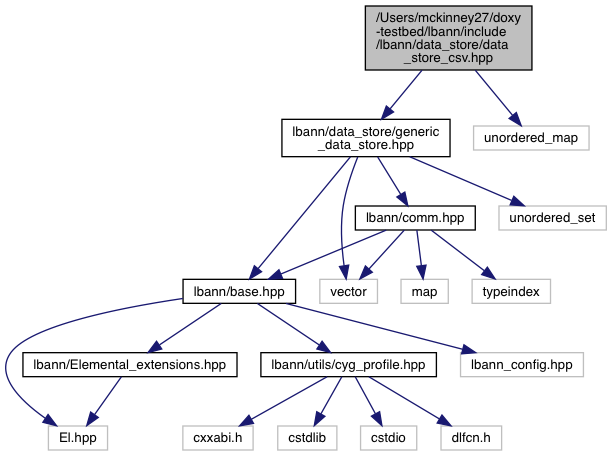 /Users/mckinney27/doxy
-testbed/lbann/include
/lbann/data_store/data
_store_csv.hpp
lbann/data_store/generic
_data_store.hpp
unordered_map
lbann/comm.hpp
unordered_set
lbann/base.hpp
vector
map
typeindex
lbann/Elemental_extensions.hpp
lbann/utils/cyg_profile.hpp
lbann_config.hpp
El.hpp
cxxabi.h
cstdlib
cstdio
dlfcn.h